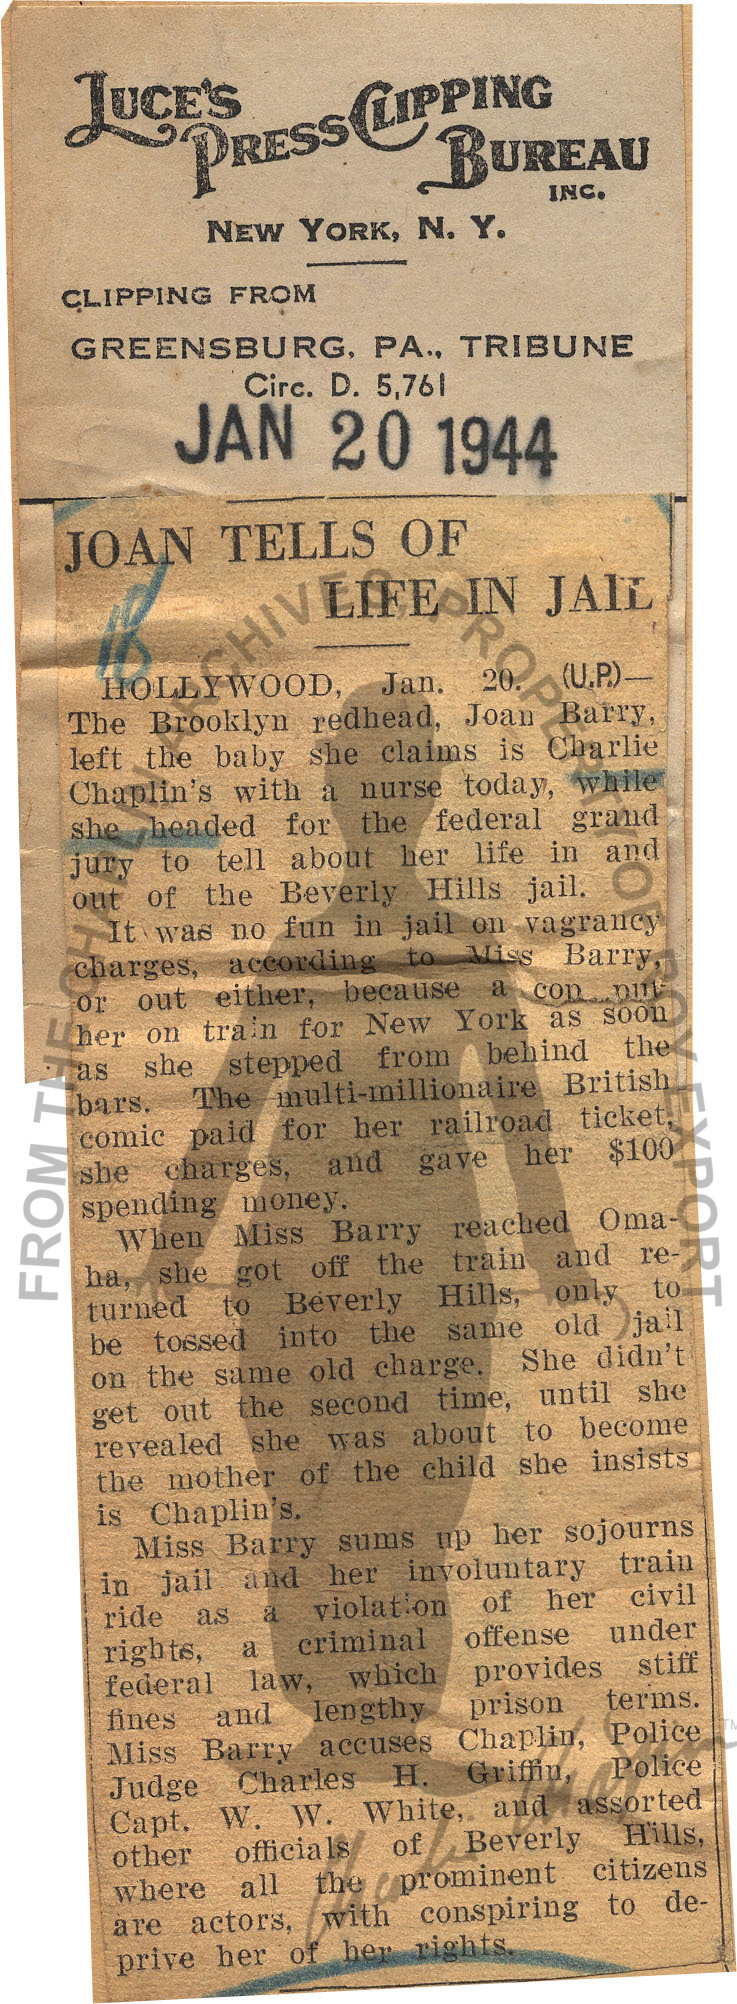 LUCE'S
PRESS CLIPPING
BUREAU
INC.
NEW YORK, N. Y.
CLIPPING FROM
GREENSBURG, PA., TRIBUNE
Circ. D. 5,761
JAN 20 1944
JOAN TELLS OF
LIFE IN JAIL
HOLLYWOOD, Jan. 20. (U.P.)—
The Brooklyn redhead, Joan Barry,
left the baby she claims is Charlie
Chaplin's with a nurse today, while
she headed for the federal grand
jury to tell about her life in and
out of the Beverly Hills jail.
It was no fun in jail on vagrancy
charges, according to Miss Barry,
or out either, because a cop put
her on train for New York as soon
as she stepped from behind the
bars. The multi-millionaire British
comic paid for her railroad ticket,
she charges, and gave her $100
spending money.
When Miss Barry reached Oma-
ha, she got off the train and re-
turned to Beverly Hills, only to
be tossed into the same old jail
on the same old charge. She didn't
get out the second time, until she
revealed she was about to become
the mother of the child she insists
is Chaplin's.
Miss Barry sums up her sojourns
in jail and her involuntary train
ride as a violation of her civil
rights, a criminal offense under
federal law, which provides stiff
fines and lengthy prison terms.
Miss Barry accuses Chaplin, Police
Judge Charles H. Griffin, Police
Capt. W. W. White, and assorted
other officials of Beverly Hills,
where all the prominent citizens
are actors, with conspiring to de-
prive her of her rights.
FROM THE CHAPLIN ARCHIVES, PROPERTY OF ROY EXPORT
TM